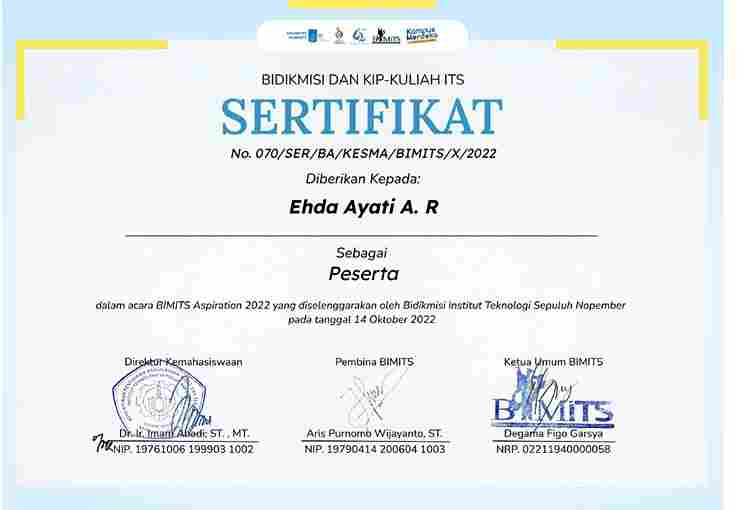 Kampus
Merdeka
BIMITS
BIDIKMISI DAN KIP-KULIAH ITS
SERTIFIKAT
No. 070/SER/BA/KESMA/BIMITS/X/2022
Diberikan Kepada:
Ehda Ayati A. R
Sebagai
Peserta
dalam acara BIMITS Aspiration 2022 yang diselenggarakan oleh Bidikmisi Institut Teknologi Sepuluh Nopember
pada tanggal 14 Oktober 2022
Direktur Kemahasiswaan
Dr. Ir. Imam Abadi, ST. , MT.
NIP. 19761006 199903 1002
Pembina BIMITS
Aris Purnomo Wijayanto, ST.
NIP. 19790414 200604 1003
Ketua Umum BIMITS
BIMITS
Degama Figo Garsya
NRP. 02211940000058